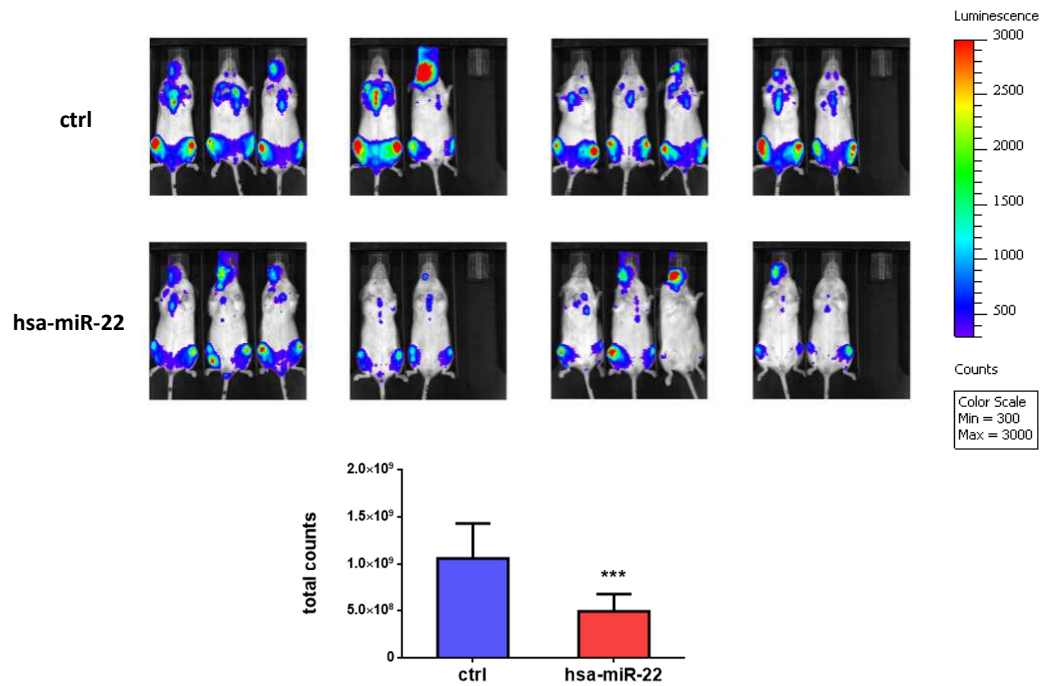 Luminescence
ctrl
3000
2500
2000
1500
1000
500
hsa-miR-22
Counts
Color Scale
Min = 300
Max = 3000
total counts
2.0×10⁹
1.5×10⁹
1.0×10⁹
5.0×10⁸
0
***
ctrl
hsa-miR-22